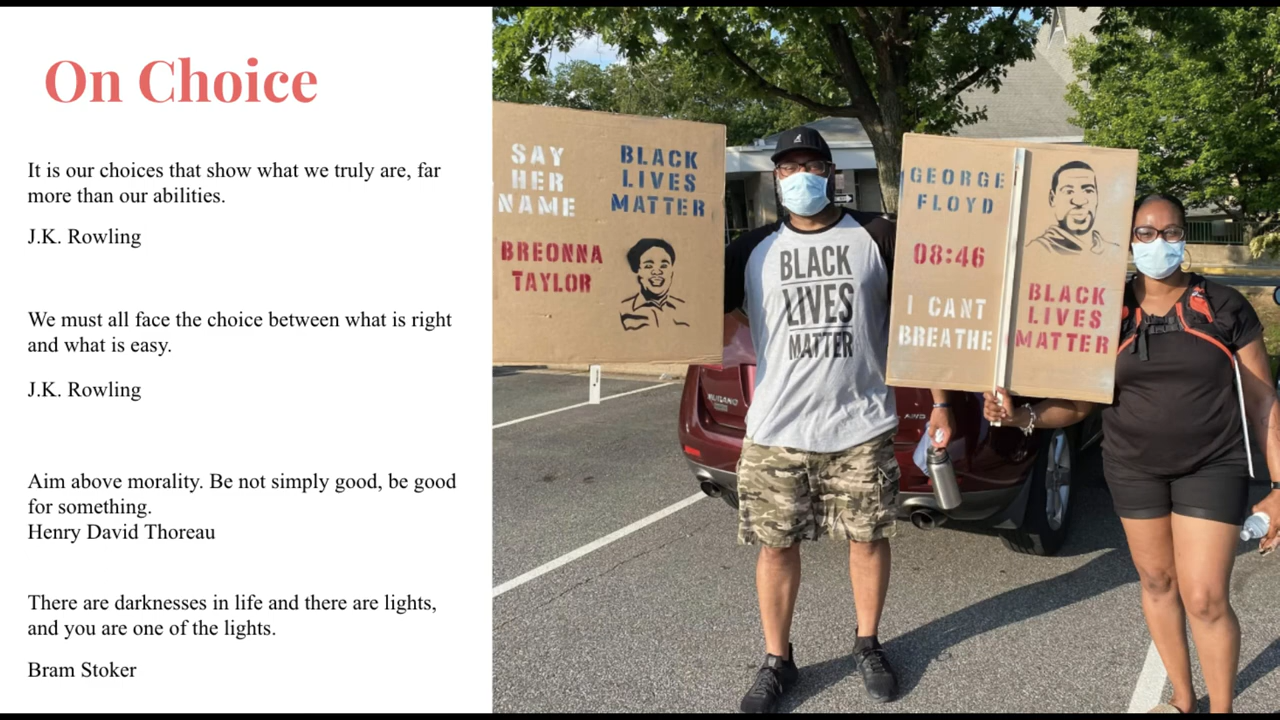 On Choice
It is our choices that show what we truly are, far
more than our abilities.
J.K. Rowling
We must all face the choice between what is right
and what is easy.
J.K. Rowling
Aim above morality. Be not simply good, be good
for something.
Henry David Thoreau
There are darknesses in life and there are lights,
and you are one of the lights.
Bram Stoker
SAY
HER
NAME
BREONNA
TAYLOR
BLACK
LIVES
MATTER
BLACK
LIVES
MATTER
GEORGE
FLOYD
08:46
I CANT
BREATHE
BLACK
LIVES
MATTER
MURANO
AWD